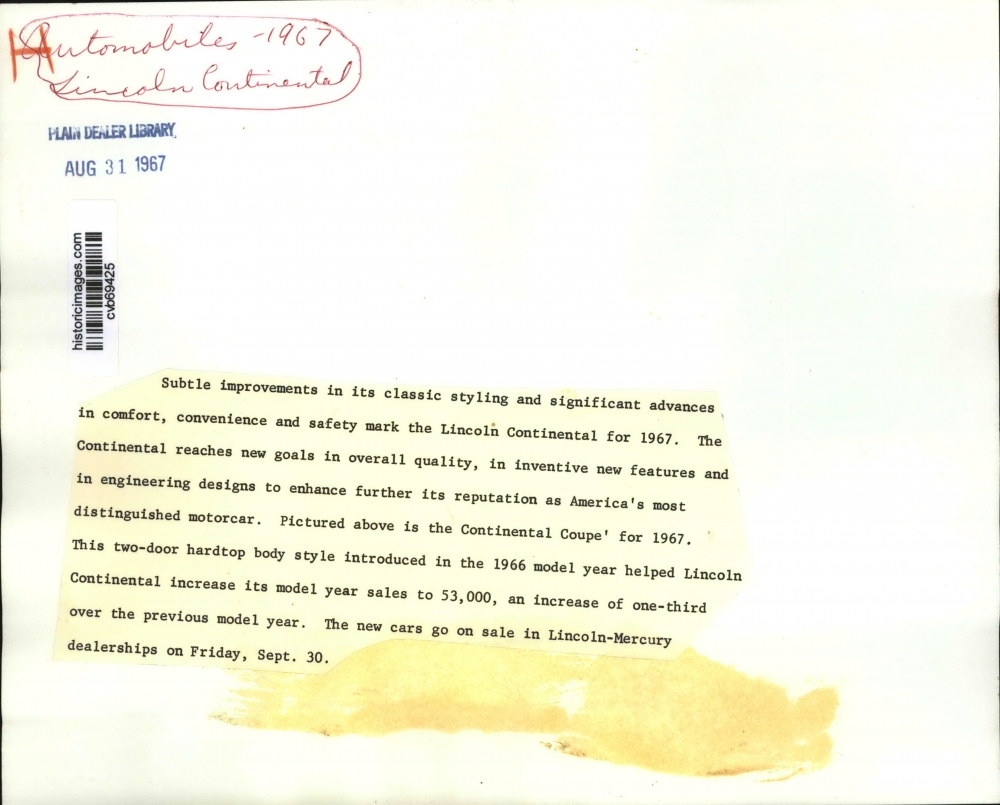 H
Automobiles - 1967
Lincoln Continental
PLAIN DEALER LIBRARY
AUG 31 1967
historicimages.com
cvb69425
Subtle improvements in its classic styling and significant advances
in comfort, convenience and safety mark the Lincoln Continental for 1967. The
Continental reaches new goals in overall quality, in inventive new features and
in engineering designs to enhance further its reputation as America's most
distinguished motorcar. Pictured above is the Continental Coupe' for 1967.
This two-door hardtop body style introduced in the 1966 model year helped Lincoln
Continental increase its model year sales to 53,000, an increase of one-third
over the previous model year. The new cars go on sale in Lincoln-Mercury
dealerships on Friday, Sept. 30.